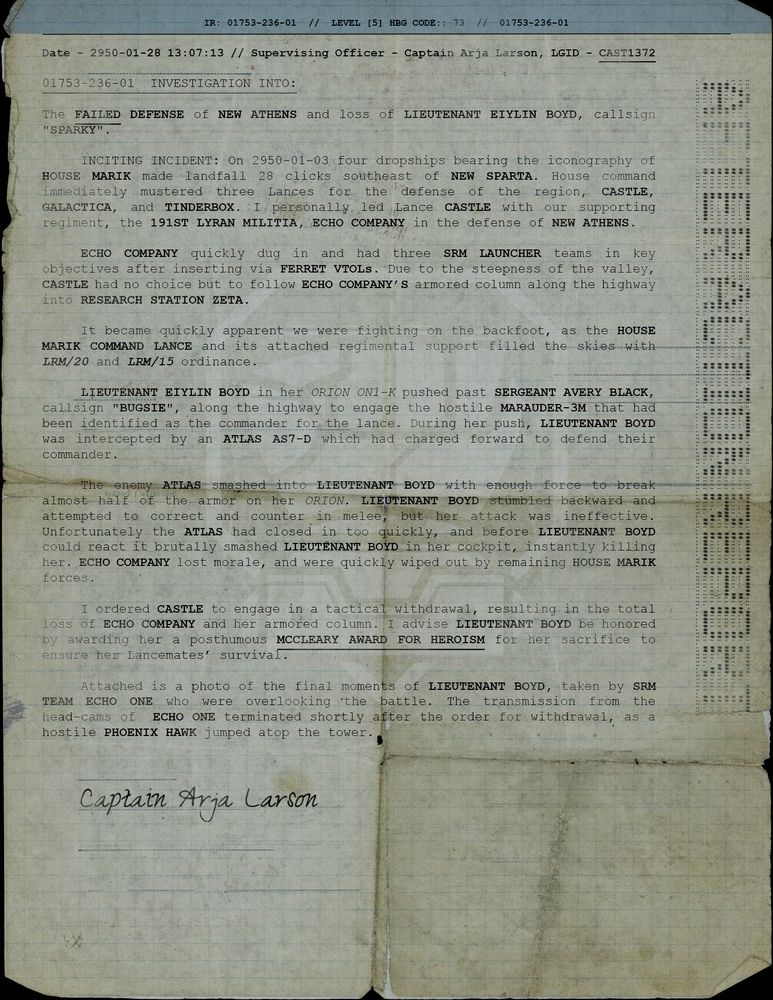 IR: 01753-236-01 // LEVEL [5] HBG CODE:: 73 // 01753-236-01
Date - 2950-01-28 13:07:13 // Supervising Officer - Captain Arja Larson, LGID - CAST1372
01753-236-01 INVESTIGATION INTO:
The FAILED DEFENSE of NEW ATHENS and loss of LIEUTENANT EIYLIN BOYD, callsign
"SPARKY".
INCITING INCIDENT: On 2950-01-03 four dropships bearing the iconography of
HOUSE MARIK made landfall 28 clicks southeast of NEW SPARTA. House command
immediately mustered three Lances for the defense of the region, CASTLE,
GALACTICA, and TINDERBOX. I personally led Lance CASTLE with our supporting
regiment, the 191ST LYRAN MILITIA, ECHO COMPANY in the defense of NEW ATHENS.
ECHO COMPANY quickly dug in and had three SRM LAUNCHER teams in key
objectives after inserting via FERRET VTOLs. Due to the steepness of the valley,
CASTLE had no choice but to follow ECHO COMPANY'S armored column along the highway
into RESEARCH STATION ZETA.
It became quickly apparent we were fighting on the backfoot, as the HOUSE
MARIK COMMAND LANCE and its attached regimental support filled the skies with
LRM/20 and LRM/15 ordinance.
LIEUTENANT EIYLIN BOYD in her ORION ON1-K pushed past SERGEANT AVERY BLACK,
callsign "BUGSIE", along the highway to engage the hostile MARAUDER-3M that had
been identified as the commander for the lance. During her push, LIEUTENANT BOYD
was intercepted by an ATLAS AS7-D which had charged forward to defend their
commander.
The enemy ATLAS smashed into LIEUTENANT BOYD with enough force to break
almost half of the armor on her ORION. LIEUTENANT BOYD stumbled backward and
attempted to correct and counter in melee, but her attack was ineffective.
Unfortunately the ATLAS had closed in too quickly, and before LIEUTENANT BOYD
could react it brutally smashed LIEUTENANT BOYD in her cockpit, instantly killing
her. ECHO COMPANY lost morale, and were quickly wiped out by remaining HOUSE MARIK
forces.
I ordered CASTLE to engage in a tactical withdrawal, resulting in the total
loss of ECHO COMPANY and her armored column. I advise LIEUTENANT BOYD be honored
by awarding her a posthumous MCCLEARY AWARD FOR HEROISM for her sacrifice to
ensure her Lancemates' survival.
Attached is a photo of the final moments of LIEUTENANT BOYD, taken by SRM
TEAM ECHO ONE who were overlooking the battle. The transmission from the
head-cams of ECHO ONE terminated shortly after the order for withdrawal, as a
hostile PHOENIX HAWK jumped atop the tower.
Captain Arja Larson